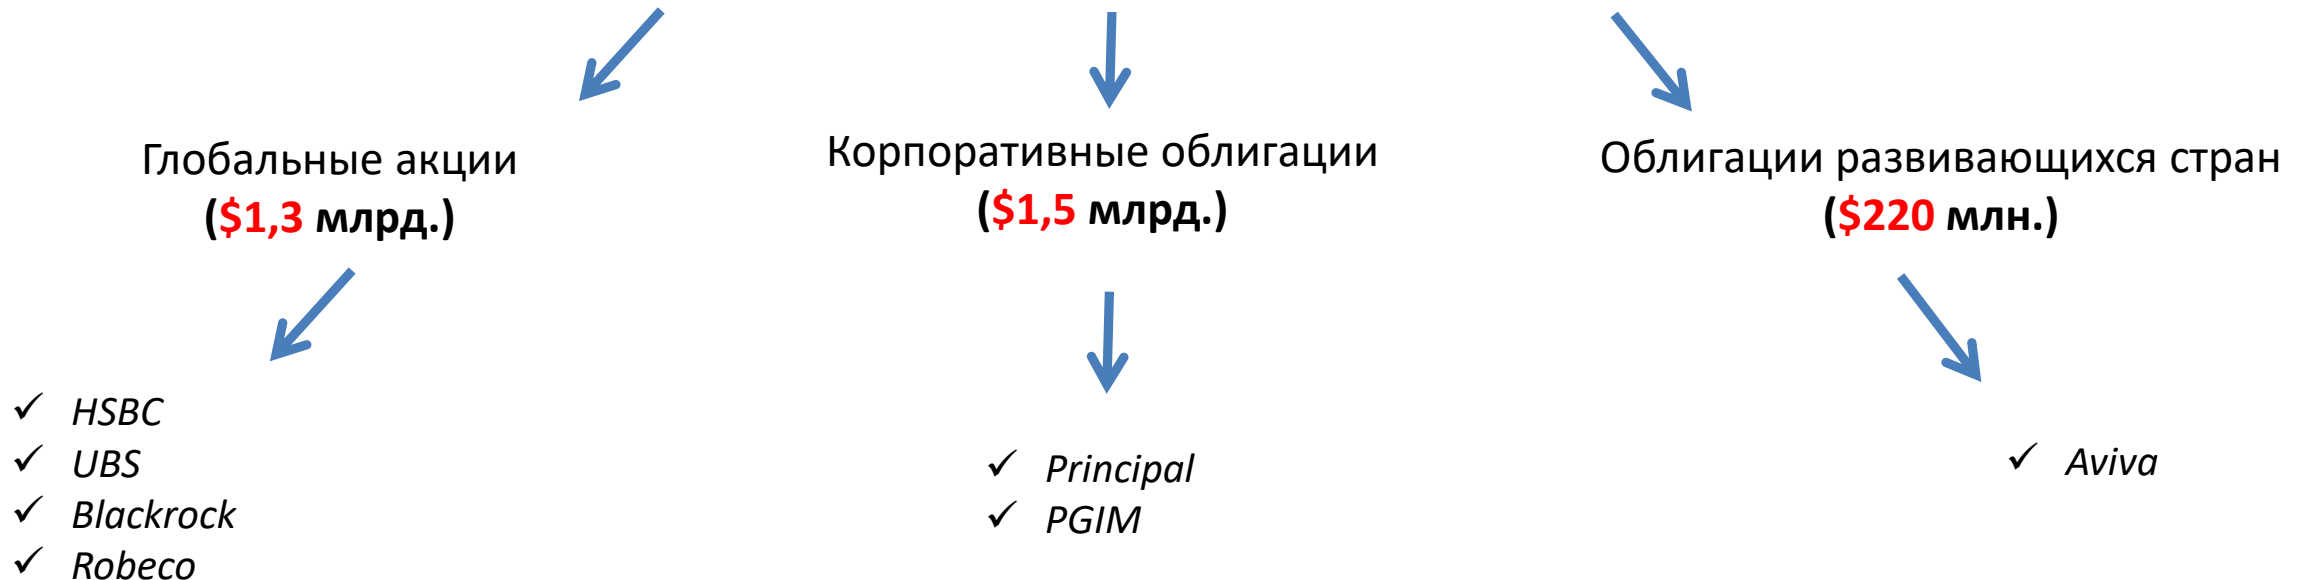 Глобальные акции
($1,3 млрд.)
Корпоративные облигации
($1,5 млрд.)
Облигации развивающихся стран
($220 млн.)
✓ HSBC
✓ UBS
✓ Blackrock
✓ Robeco
✓ Principal
✓ PGIM
✓ Aviva